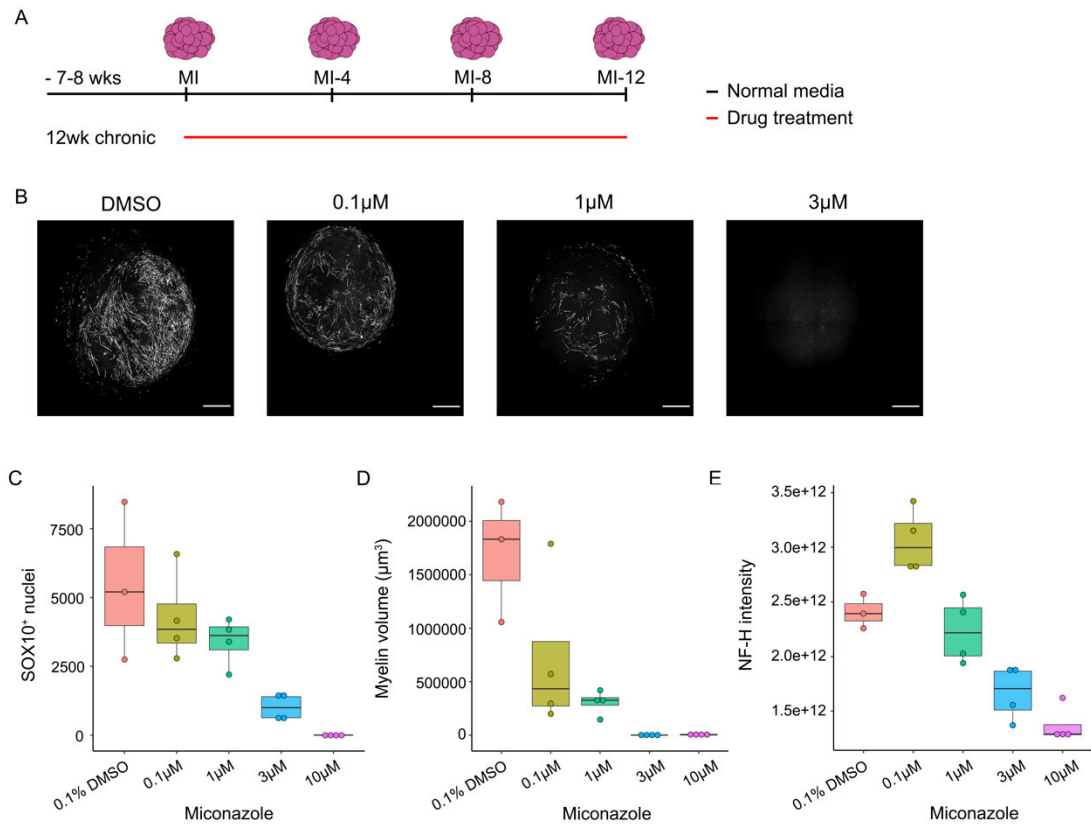 A
- 7-8 wks
MI
MI-4
MI-8
MI-12
Normal media
Drug treatment
12wk chronic
B
DMSO
0.1µM
1µM
3µM
C
SOX10⁺ nuclei
7500
5000
2500
0
0.1% DMSO
0.1µM
1µM
3µM
10µM
Miconazole
D
Myelin volume (µm³)
2000000
1500000
1000000
500000
0
0.1% DMSO
0.1µM
1µM
3µM
10µM
Miconazole
E
NF-H intensity
3.5e+12
3.0e+12
2.5e+12
2.0e+12
1.5e+12
0.1% DMSO
0.1µM
1µM
3µM
10µM
Miconazole